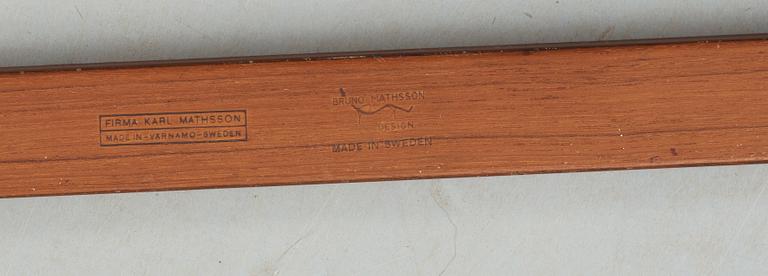 FIRMA KARL MATHSSON
MADE IN-VÄRNAMO-SWEDEN
BRUNO MATHSSON
DESIGN
MADE IN SWEDEN